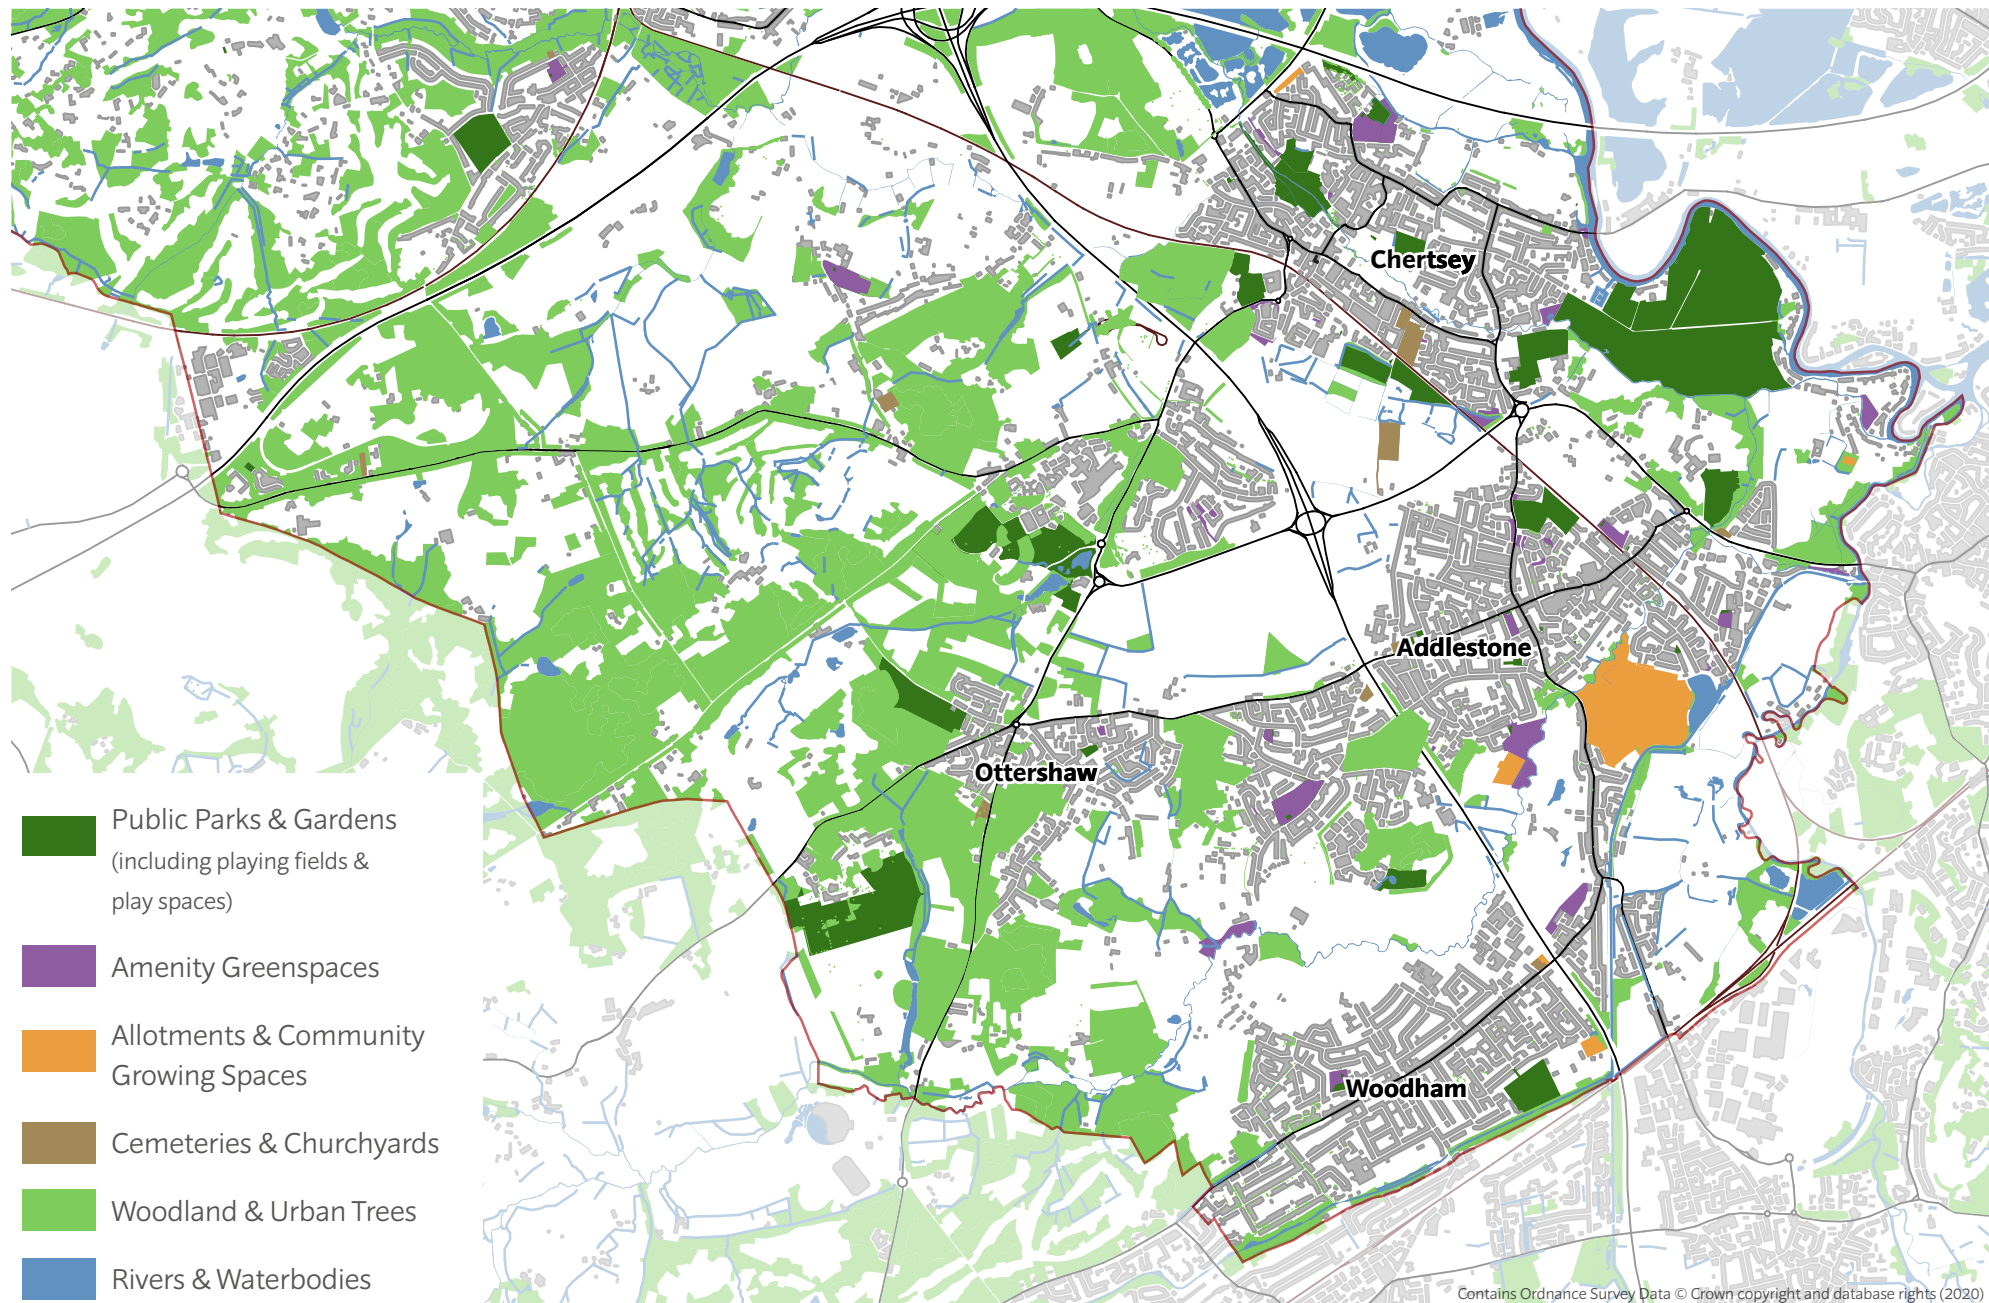 Chertsey
Addlestone
Ottershaw
Woodham
Public Parks & Gardens
(including playing fields &
play spaces)
Amenity Greenspaces
Allotments & Community
Growing Spaces
Cemeteries & Churchyards
Woodland & Urban Trees
Rivers & Waterbodies
Contains Ordnance Survey Data © Crown copyright and database rights (2020)